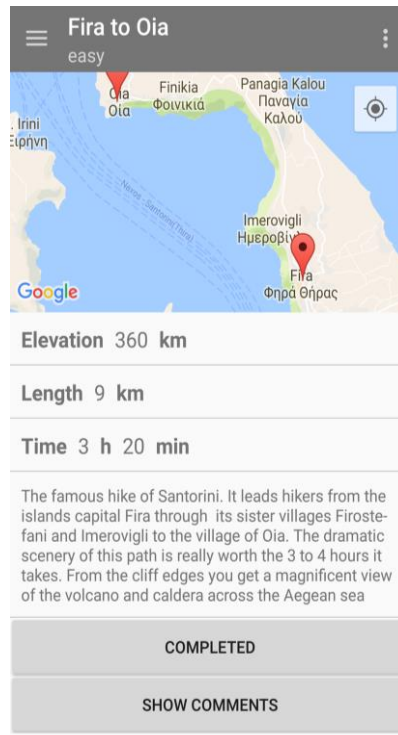 Fira to Oia
easy
Oia
Οία
Finikia
Φοινικιά
Panagia Kalou
Παναγία
Καλού
Irini
Ειρήνη
Nomos - Santorini (Thira)
Imerovigli
Ημεροβίγλι
Fira
Φηρά Θήρας
Google
Elevation 360 km
Length 9 km
Time 3 h 20 min
The famous hike of Santorini. It leads hikers from the
islands capital Fira through its sister villages Firoste-
fani and Imerovigli to the village of Oia. The dramatic
scenery of this path is really worth the 3 to 4 hours it
takes. From the cliff edges you get a magnificent view
of the volcano and caldera across the Aegean sea
COMPLETED
SHOW COMMENTS